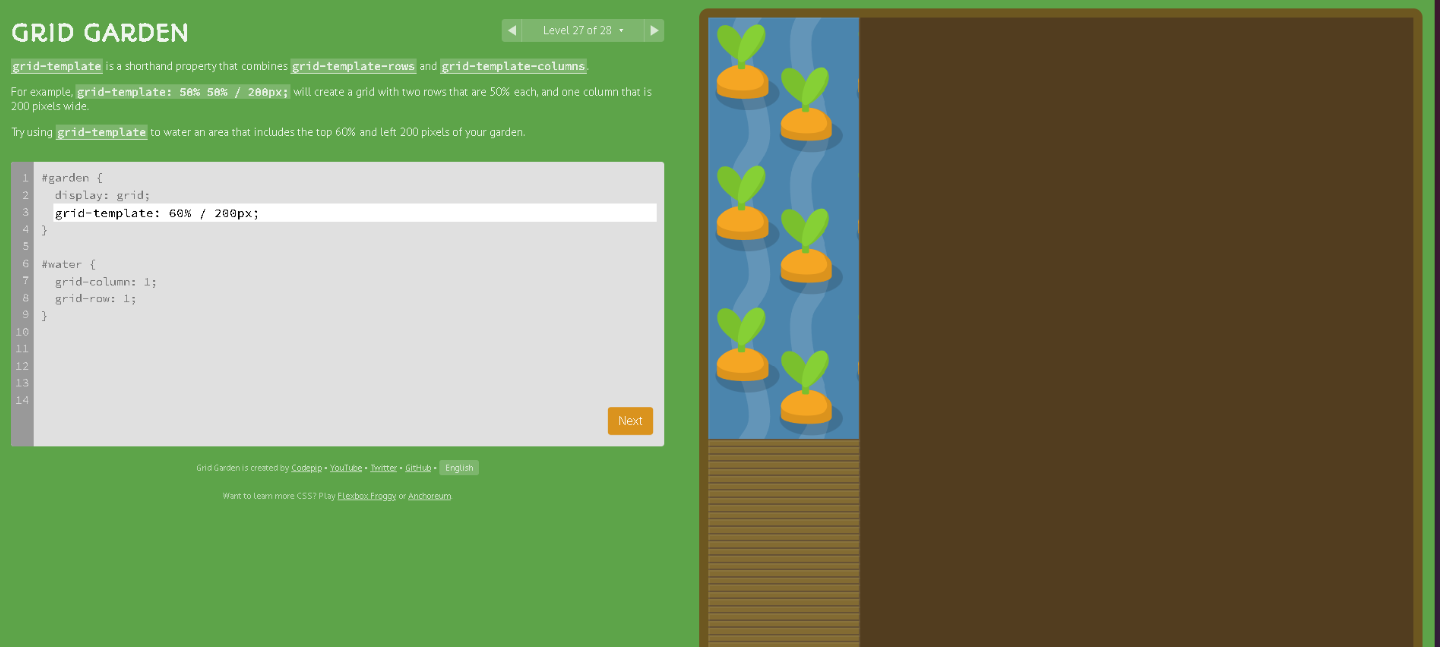 GRID GARDEN
Level 27 of 28
grid-template is a shorthand property that combines grid-template-rows and grid-template-columns.
For example, grid-template: 50% 50% / 200px; will create a grid with two rows that are 50% each, and one column that is
200 pixels wide.
Try using grid-template to water an area that includes the top 60% and left 200 pixels of your garden.
1 #garden {
2 display: grid;
3 grid-template: 60% / 200px;
4 }
5
6 #water {
7 grid-column: 1;
8 grid-row: 1;
9 }
10
11
12
13
14
Next
Grid Garden is created by Codepip • YouTube • Twitter • GitHub • English
Want to learn more CSS? Play Flexbox Froggy or Anchoreum.